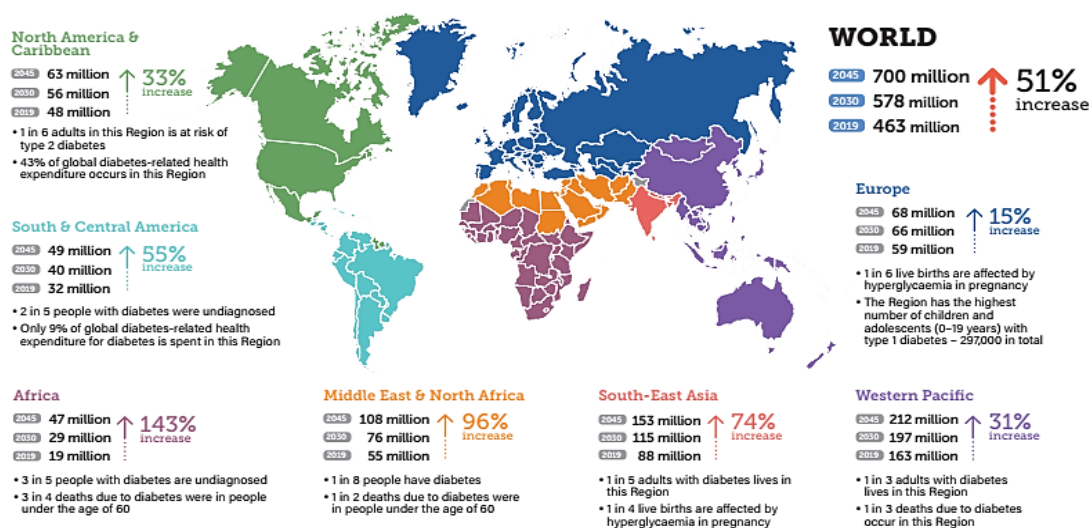 North America &
Caribbean
2045 63 million
2030 56 million
2019 48 million
33%
increase
• 1 in 6 adults in this Region is at risk of
type 2 diabetes
• 43% of global diabetes-related health
expenditure occurs in this Region
South & Central America
2045 49 million
2030 40 million
2019 32 million
55%
increase
• 2 in 5 people with diabetes were undiagnosed
• Only 9% of global diabetes-related health
expenditure for diabetes is spent in this Region
WORLD
2045 700 million
2030 578 million
2019 463 million
51%
increase
Europe
2045 68 million
2030 66 million
2019 59 million
15%
increase
• 1 in 6 live births are affected by
hyperglycaemia in pregnancy
• The Region has the highest
number of children and
adolescents (0–19 years) with
type 1 diabetes – 297,000 in total
Africa
2045 47 million
2030 29 million
2019 19 million
143%
increase
• 3 in 5 people with diabetes are undiagnosed
• 3 in 4 deaths due to diabetes were in people
under the age of 60
Middle East & North Africa
2045 108 million
2030 76 million
2019 55 million
96%
increase
• 1 in 8 people have diabetes
• 1 in 2 deaths due to diabetes were
in people under the age of 60
South-East Asia
2045 153 million
2030 115 million
2019 88 million
74%
increase
• 1 in 5 adults with diabetes lives in
this Region
• 1 in 4 live births are affected by
hyperglycaemia in pregnancy
Western Pacific
2045 212 million
2030 197 million
2019 163 million
31%
increase
• 1 in 3 adults with diabetes
lives in this Region
• 1 in 3 deaths due to diabetes
occur in this Region